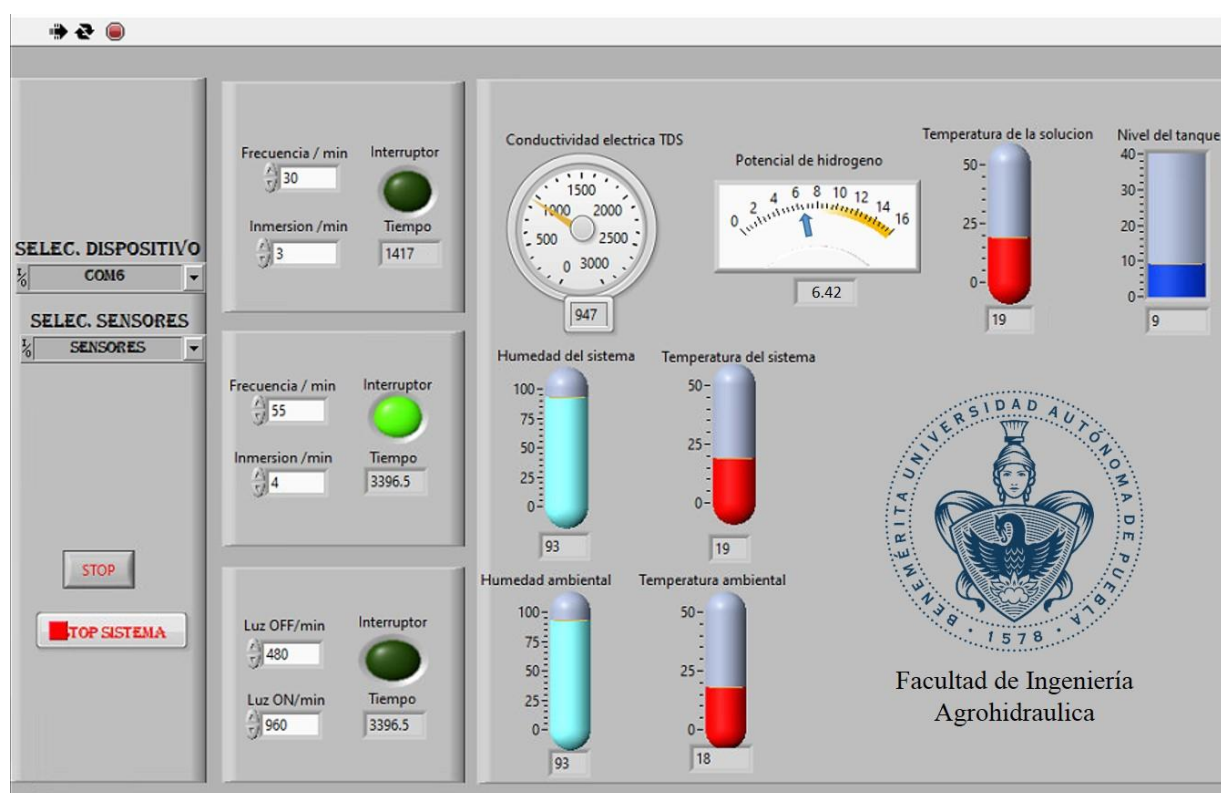 SELEC. DISPOSITIVO
COM6
SELEC. SENSORES
SENSORES
STOP
STOP SISTEMA
Frecuencia / min
Interruptor
30
Inmersion /min
Tiempo
3
1417
Frecuencia / min
Interruptor
55
Inmersion /min
Tiempo
4
3396.5
Luz OFF/min
Interruptor
480
Luz ON/min
Tiempo
960
3396.5
Conductividad electrica TDS
0 500 1000 1500 2000 2500 3000
947
Potencial de hidrogeno
0 2 4 6 8 10 12 14 16
6.42
Temperatura de la solucion
50
25
0
19
Nivel del tanque
40
30
20
10
0
9
Humedad del sistema
100
75
50
25
0
93
Temperatura del sistema
50
25
0
19
Humedad ambiental
100
75
50
25
0
93
Temperatura ambiental
50
25
0
18
BENEMÉRITA UNIVERSIDAD AUTÓNOMA DE PUEBLA
1578
Facultad de Ingeniería
Agrohidraulica